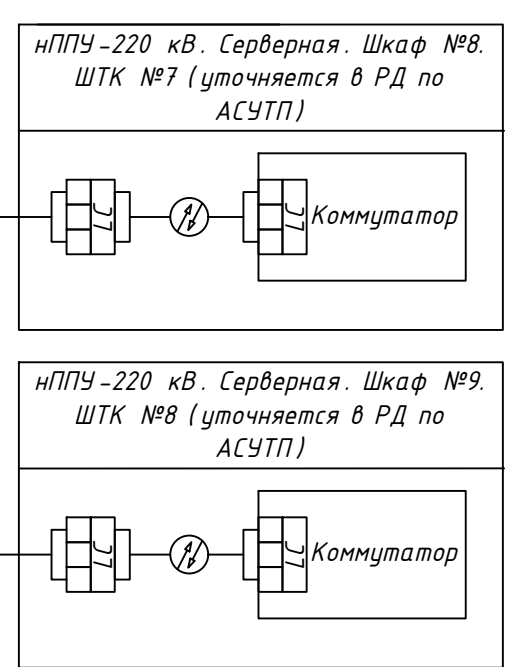 нППУ-220 кВ. Серверная. Шкаф №8.
ШТК №7 (уточняется в РД по
АСУТП)
LC
LC
Коммутатор
нППУ-220 кВ. Серверная. Шкаф №9.
ШТК №8 (уточняется в РД по
АСУТП)
LC
LC
Коммутатор